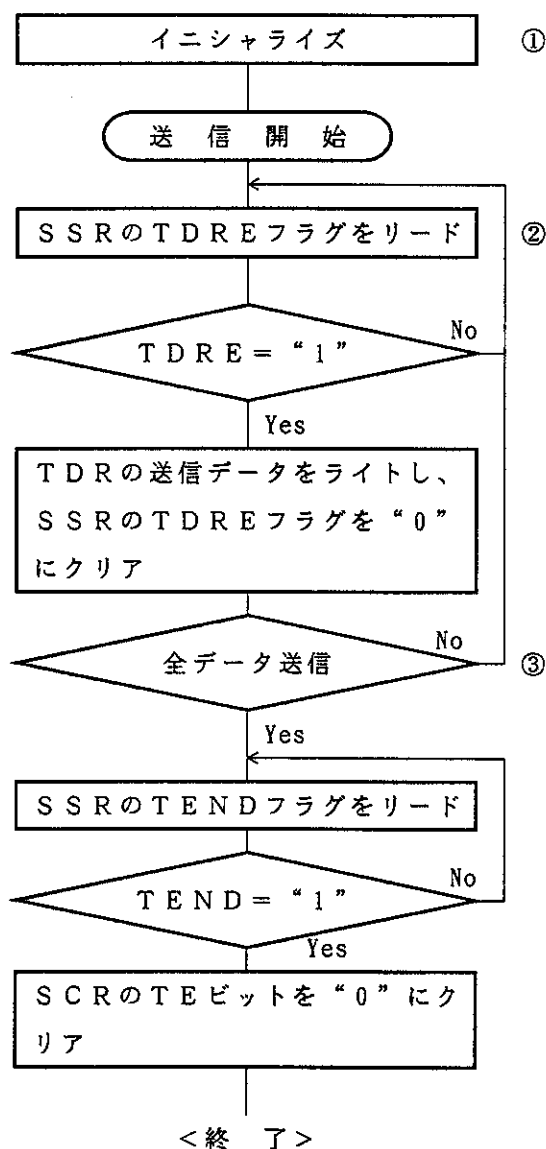 イニシャライズ ①
送信開始
SSRのTDREフラグをリード ②
No
TDRE=“1”
Yes
TDRの送信データをライトし、
SSRのTDREフラグを“0”
にクリア
No
全データ送信 ③
Yes
SSRのTENDフラグをリード
No
TEND=“1”
Yes
SCRのTEビットを“0”にク
リア
<終 了>